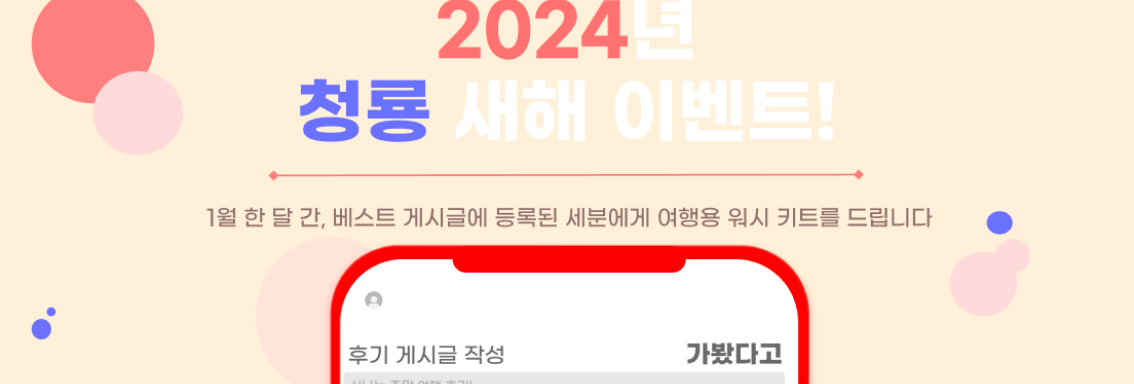 2024년
청룡 새해 이벤트!
1월 한 달 간, 베스트 게시글에 등록된 세분에게 여행용 워시 키트를 드립니다
후기 게시글 작성 가봤다고